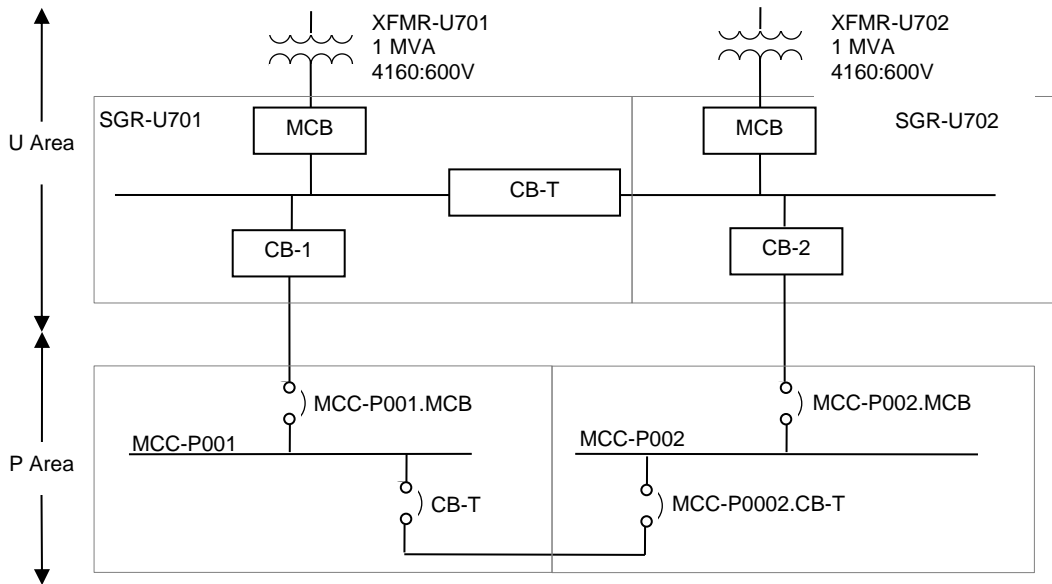 XFMR-U701
1 MVA
4160:600V
XFMR-U702
1 MVA
4160:600V
U Area
SGR-U701
MCB
MCB
SGR-U702
CB-T
CB-1
CB-2
P Area
MCC-P001.MCB
MCC-P002.MCB
MCC-P001
MCC-P002
CB-T
MCC-P0002.CB-T